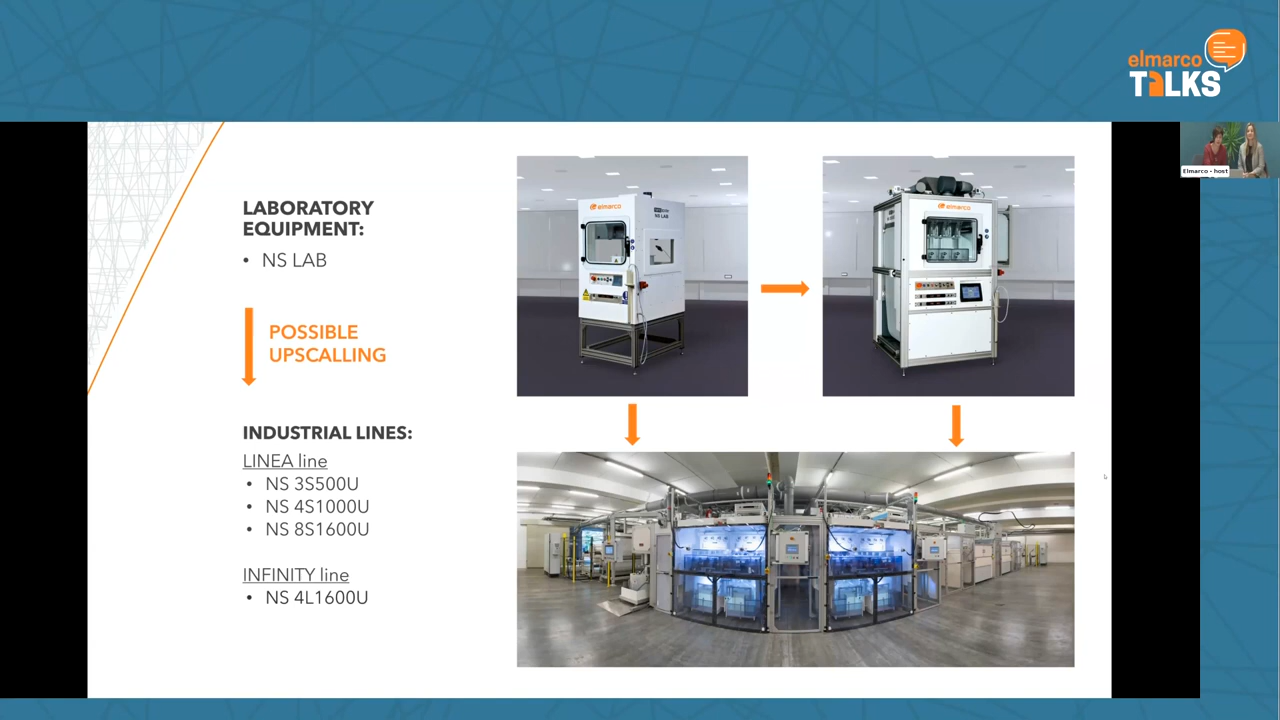 elmarco
TALKS
Elmarco - host
LABORATORY
EQUIPMENT:
• NS LAB
POSSIBLE
UPSCALLING
INDUSTRIAL LINES:
LINEA line
• NS 3S500U
• NS 4S1000U
• NS 8S1600U
INFINITY line
• NS 4L1600U
elmarco
NS LAB
elmarco